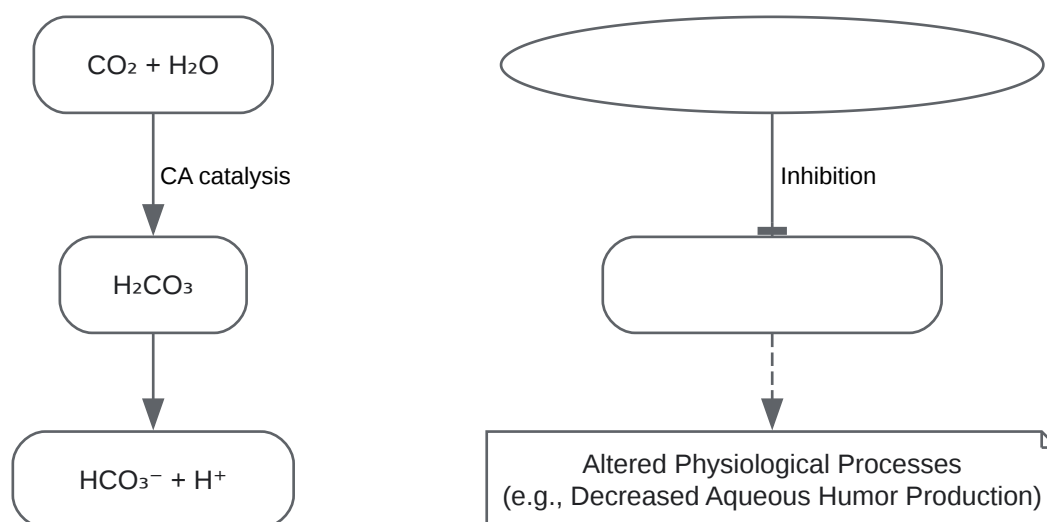 CO₂ + H₂O
CA catalysis
Inhibition
H₂CO₃
HCO₃⁻ + H⁺
Altered Physiological Processes
(e.g., Decreased Aqueous Humor Production)